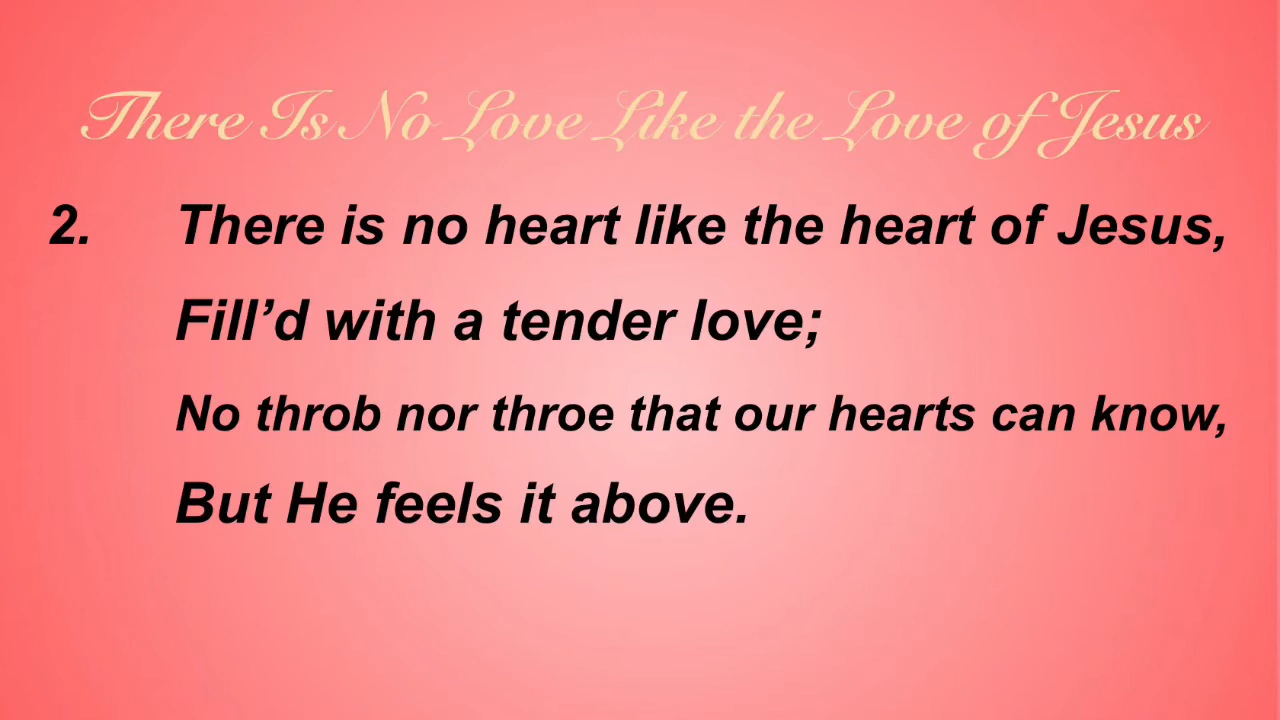 There Is No Love Like the Love of Jesus
2. There is no heart like the heart of Jesus,
Fill’d with a tender love;
No throb nor throe that our hearts can know,
But He feels it above.